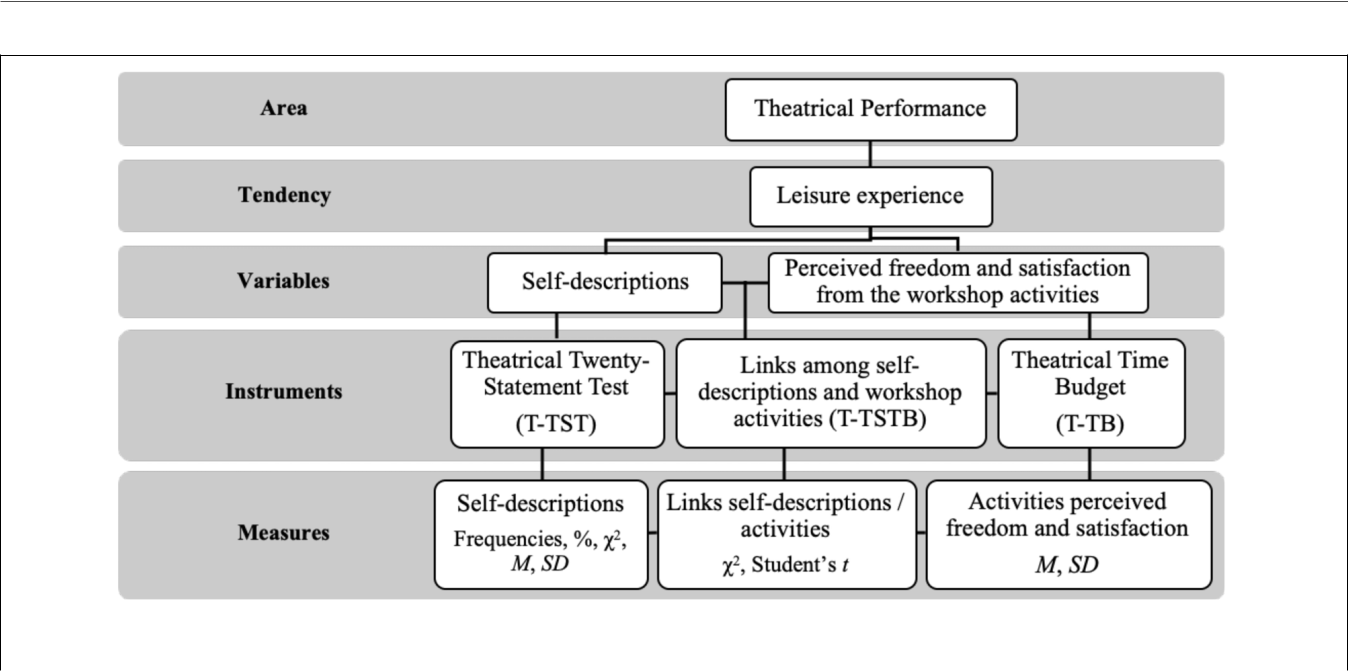 Area
Theatrical Performance
Tendency
Leisure experience
Variables
Self-descriptions
Perceived freedom and satisfaction
from the workshop activities
Instruments
Theatrical Twenty-
Statement Test
(T-TST)
Links among self-
descriptions and workshop
activities (T-TSTB)
Theatrical Time
Budget
(T-TB)
Measures
Self-descriptions
Frequencies, %, χ²,
M, SD
Links self-descriptions /
activities
χ², Student’s t
Activities perceived
freedom and satisfaction
M, SD